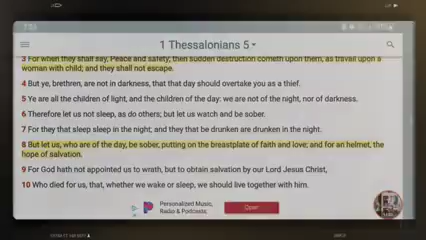 1 Thessalonians 5
3 For when they shall say, Peace and safety; then sudden destruction cometh upon them, as travail upon a
woman with child; and they shall not escape.
4 But ye, brethren, are not in darkness, that that day should overtake you as a thief.
5 Ye are all the children of light, and the children of the day: we are not of the night, nor of darkness.
6 Therefore let us not sleep, as do others; but let us watch and be sober.
7 For they that sleep sleep in the night; and they that be drunken are drunken in the night.
8 But let us, who are of the day, be sober, putting on the breastplate of faith and love; and for an helmet, the
hope of salvation.
9 For God hath not appointed us to wrath, but to obtain salvation by our Lord Jesus Christ,
10 Who died for us, that, whether we wake or sleep, we should live together with him.
Personalized Music,
Radio & Podcasts.
Open